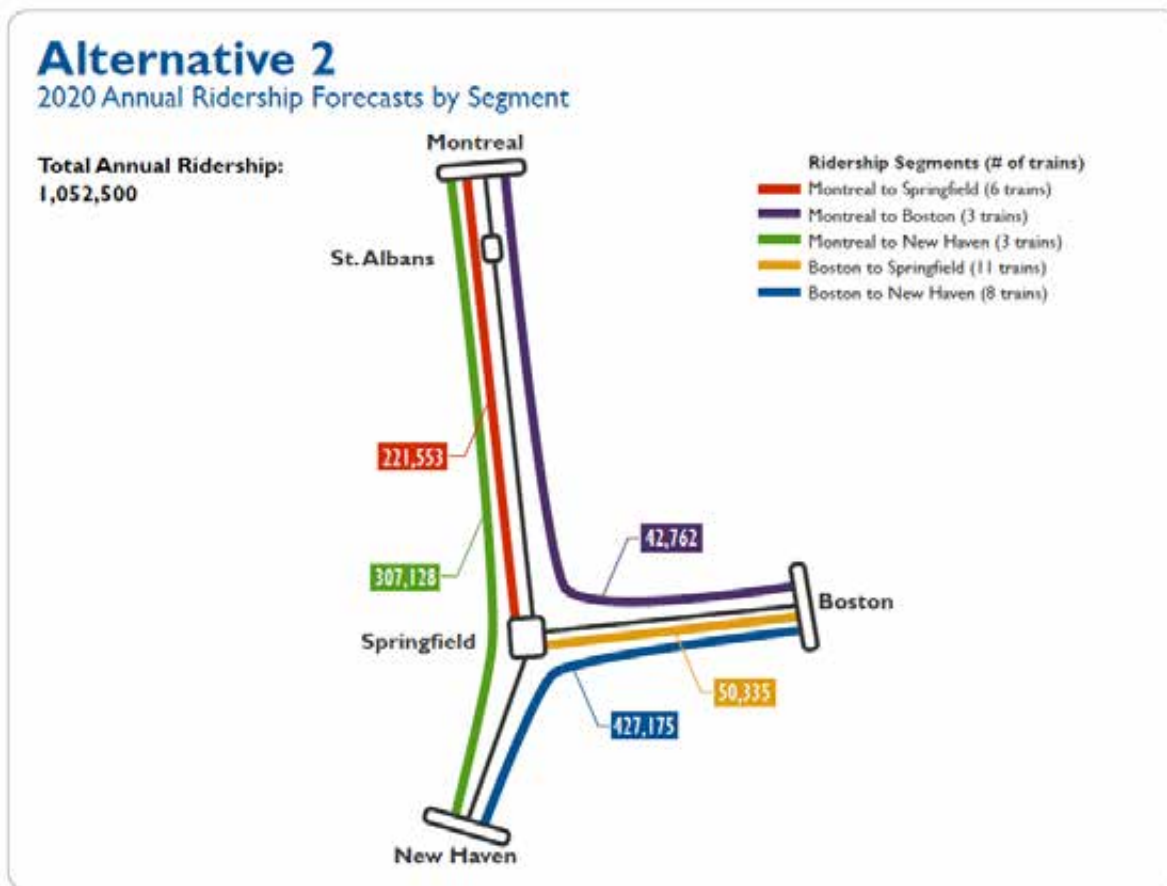 Alternative 2
2020 Annual Ridership Forecasts by Segment
Total Annual Ridership:
1,052,500
Montreal
St. Albans
Ridership Segments (# of trains)
Montreal to Springfield (6 trains)
Montreal to Boston (3 trains)
Montreal to New Haven (3 trains)
Boston to Springfield (11 trains)
Boston to New Haven (8 trains)
221,553
42,762
307,128
Boston
Springfield
50,335
427,175
New Haven